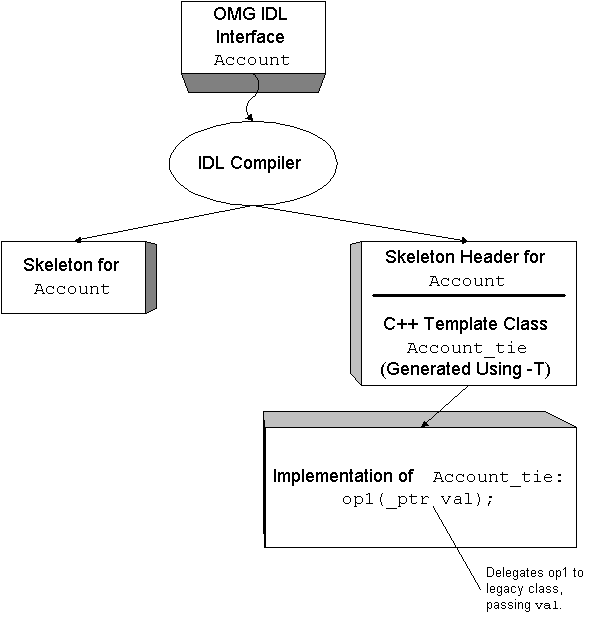 OMG IDL
Interface
Account
IDL Compiler
Skeleton for
Account
Skeleton Header for
Account
C++ Template Class
Account_tie
(Generated Using -T)
Implementation of Account_tie:
op1(_ptr val);
Delegates op1 to
legacy class,
passing val.